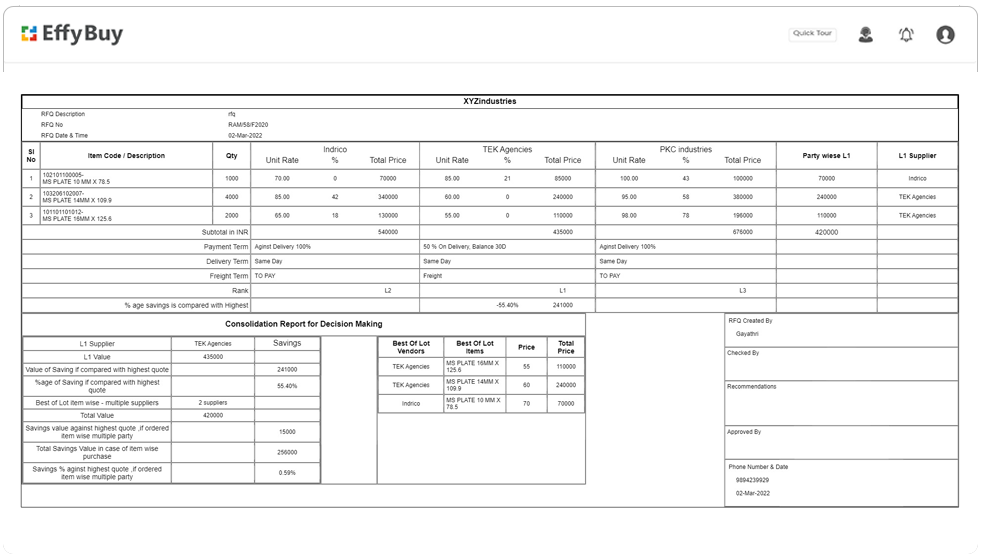 EffyBuy
Quick Tour
XYZindustries
RFQ Description rfq
RFQ No RAM/58/F2020
RFQ Date & Time 02-Mar-2022
Sl No Item Code / Description Qty Indrico TEK Agencies PKC industries Party wiese L1 L1 Supplier
Unit Rate % Total Price Unit Rate % Total Price Unit Rate % Total Price
1 102101100005- MS PLATE 10 MM X 78.5 1000 70.00 0 70000 85.00 21 85000 100.00 43 100000 70000 Indrico
2 103206102007- MS PLATE 14MM X 109.9 4000 85.00 42 340000 60.00 0 240000 95.00 58 380000 240000 TEK Agencies
3 101101101012- MS PLATE 16MM X 125.6 2000 65.00 18 130000 55.00 0 110000 98.00 78 196000 110000 TEK Agencies
Subtotal in INR 540000 435000 676000 420000
Payment Term Aginst Delivery 100% 50 % On Delivery, Balance 30D Aginst Delivery 100%
Delivery Term Same Day Same Day Same Day
Freight Term TO PAY Freight TO PAY
Rank L2 L1 L3
% age savings is compared with Highest -55.40% 241000
Consolidation Report for Decision Making
L1 Supplier TEK Agencies Savings
L1 Value 435000
Value of Saving if compared with highest quote 241000
%age of Saving if compared with highest quote 55.40%
Best of Lot item wise - multiple suppliers 2 suppliers
Total Value 420000
Savings value against highest quote ,if ordered item wise multiple party 15000
Total Savings Value in case of item wise purchase 256000
Savings % aginst highest quote ,if ordered item wise multiple party 0.59%
Best Of Lot Vendors Best Of Lot Items Price Total Price
TEK Agencies MS PLATE 16MM X 125.6 55 110000
TEK Agencies MS PLATE 14MM X 109.9 60 240000
Indrico MS PLATE 10 MM X 78.5 70 70000
RFQ Created By
Gayathri
Checked By
Recommendations
Approved By
Phone Number & Date
9894239929
02-Mar-2022